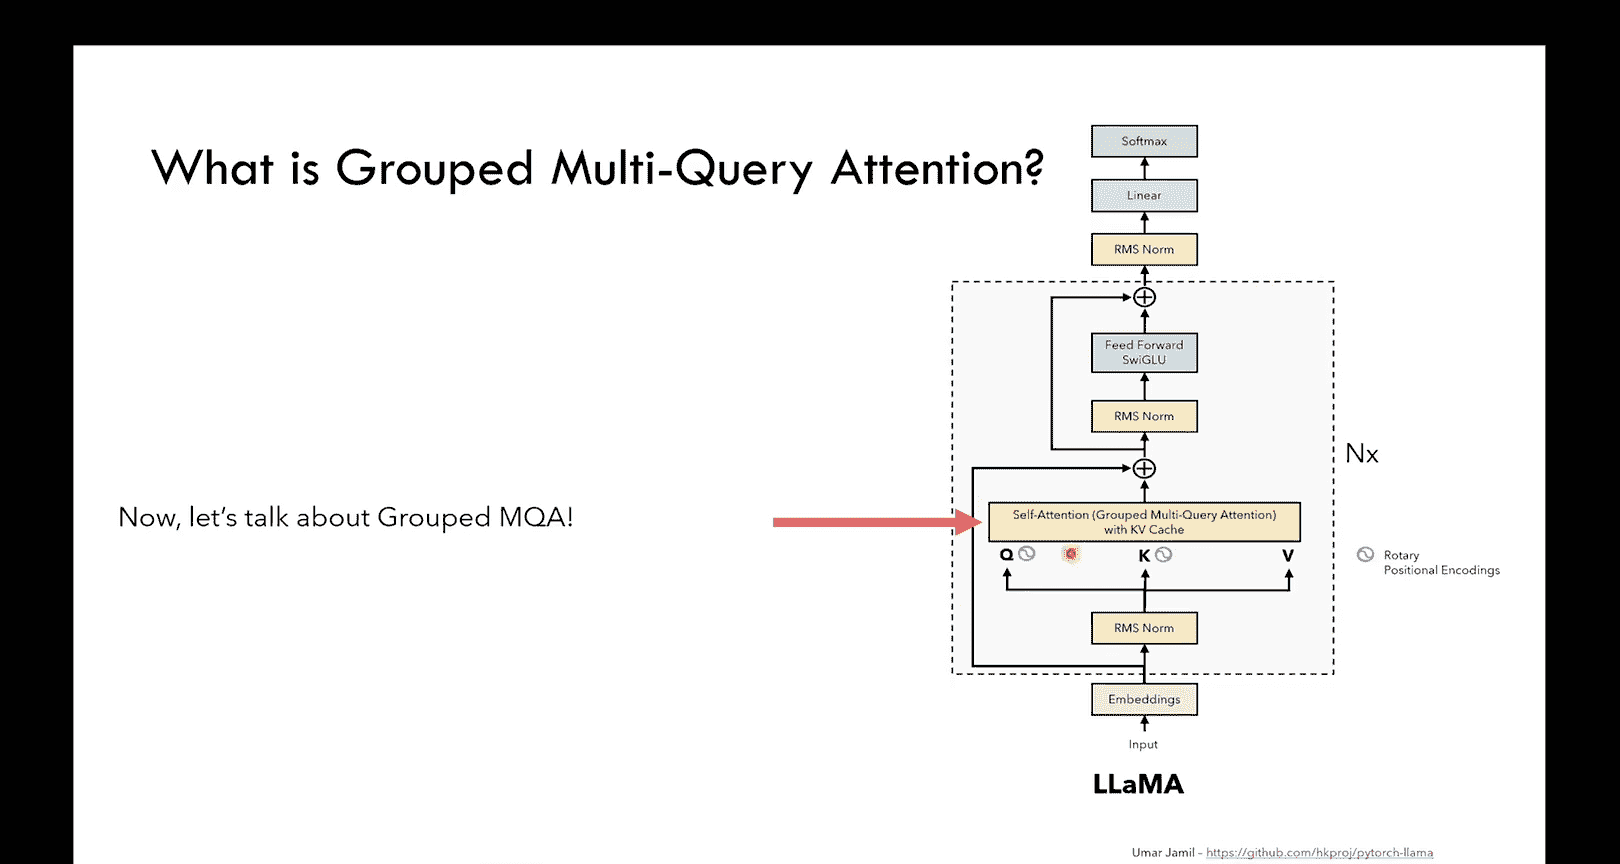 What is Grouped Multi-Query Attention?
Softmax
Linear
RMS Norm
Feed Forward
SwiGLU
RMS Norm
Nx
Now, let's talk about Grouped MQA!
Self-Attention (Grouped Multi-Query Attention)
with KV Cache
Q K V
Rotary
Positional Encodings
RMS Norm
Embeddings
Input
LLaMA
Umar Jamil - https://github.com/hkproj/pytorch-llama